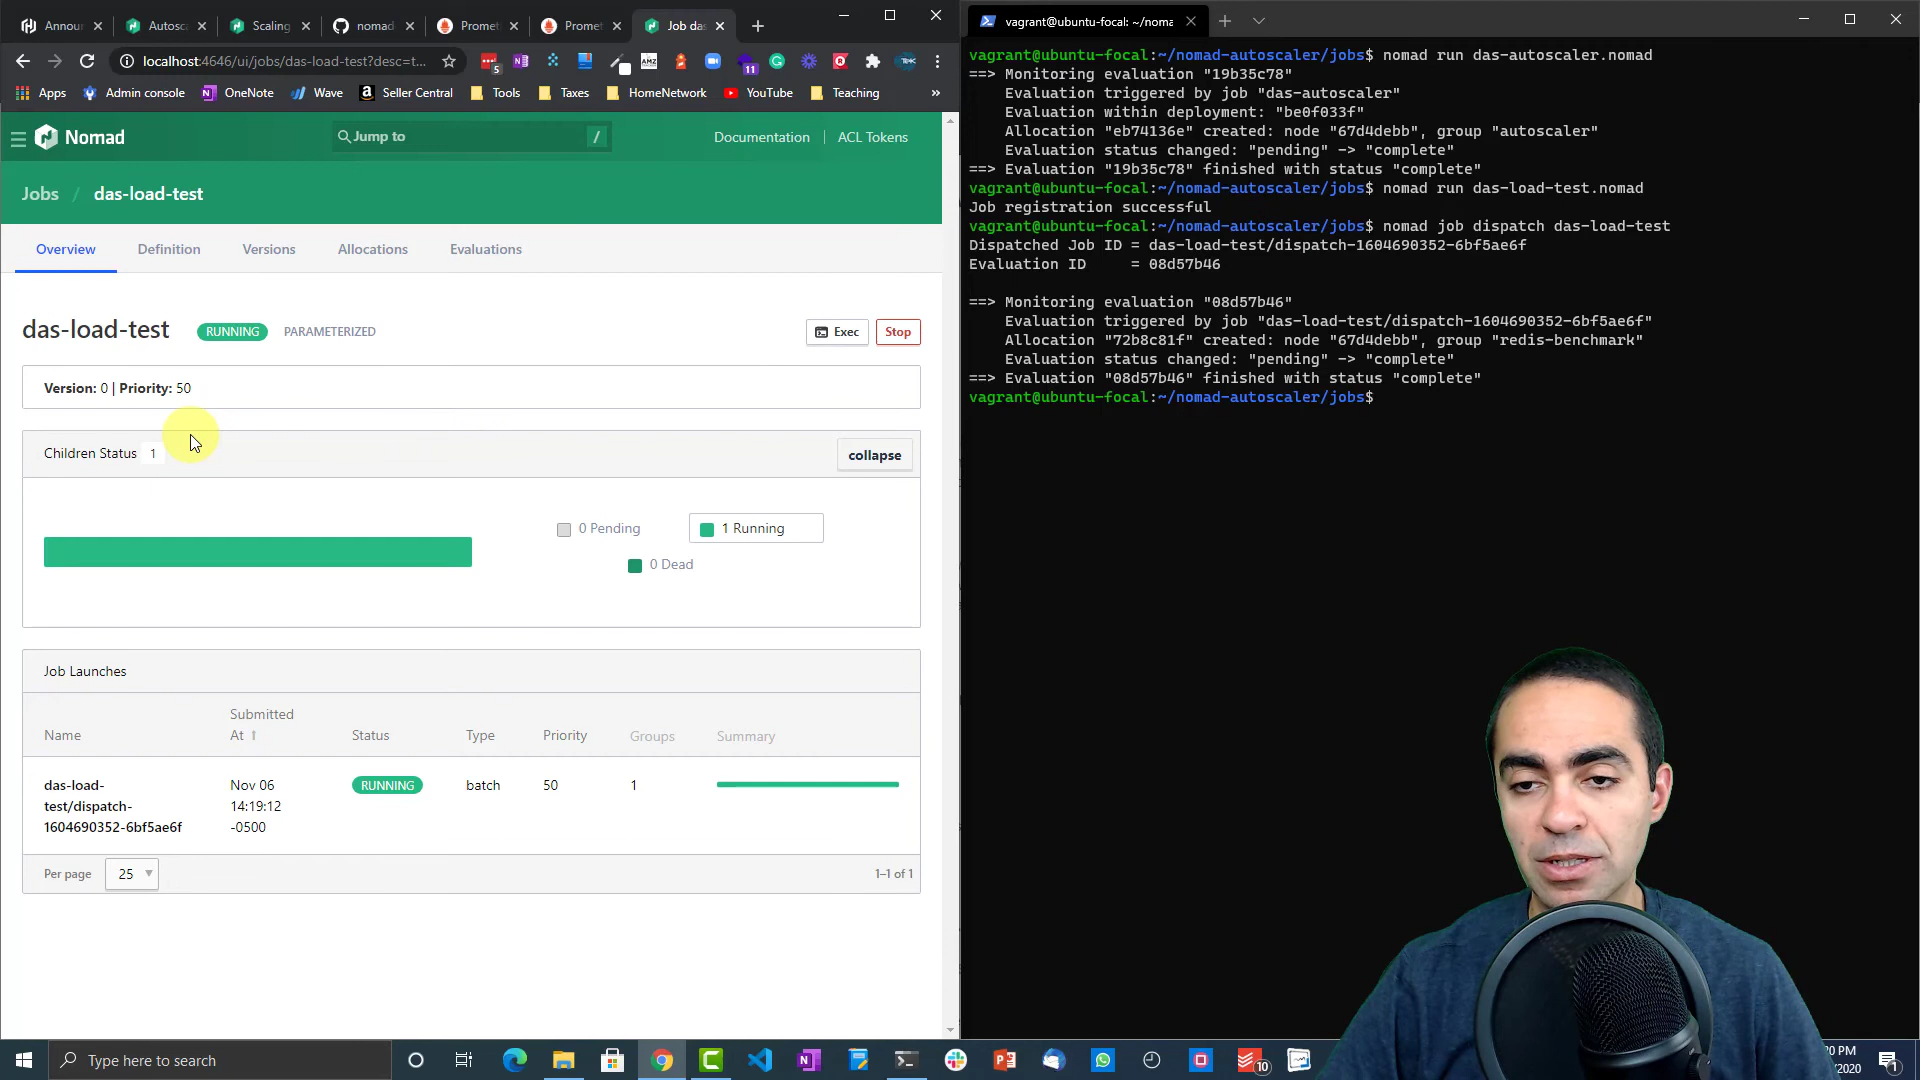 Announ
Autosca
Scaling
nomad
Prometh
Promet
Job das
localhost:4646/ui/jobs/das-load-test?desc=t...
5
11
Apps
Admin console
OneNote
Wave
Seller Central
Tools
Taxes
HomeNetwork
YouTube
Teaching
»
Nomad
Jump to
/
Documentation
ACL Tokens
Jobs / das-load-test
Overview
Definition
Versions
Allocations
Evaluations
das-load-test
RUNNING
PARAMETERIZED
Exec
Stop
Version: 0 | Priority: 50
Children Status 1
collapse
0 Pending
1 Running
0 Dead
Job Launches
Name
Submitted
At
Status
Type
Priority
Groups
Summary
das-load-
test/dispatch-
1604690352-6bf5ae6f
Nov 06
14:19:12
-0500
RUNNING
batch
50
1
Per page
25
1–1 of 1
vagrant@ubuntu-focal: ~/noma
vagrant@ubuntu-focal:~/nomad-autoscaler/jobs$ nomad run das-autoscaler.nomad
==> Monitoring evaluation "19b35c78"
Evaluation triggered by job "das-autoscaler"
Evaluation within deployment: "be0f033f"
Allocation "eb74136e" created: node "67d4debb", group "autoscaler"
Evaluation status changed: "pending" -> "complete"
==> Evaluation "19b35c78" finished with status "complete"
vagrant@ubuntu-focal:~/nomad-autoscaler/jobs$ nomad run das-load-test.nomad
Job registration successful
vagrant@ubuntu-focal:~/nomad-autoscaler/jobs$ nomad job dispatch das-load-test
Dispatched Job ID = das-load-test/dispatch-1604690352-6bf5ae6f
Evaluation ID     = 08d57b46
==> Monitoring evaluation "08d57b46"
Evaluation triggered by job "das-load-test/dispatch-1604690352-6bf5ae6f"
Allocation "72b8c81f" created: node "67d4debb", group "redis-benchmark"
Evaluation status changed: "pending" -> "complete"
==> Evaluation "08d57b46" finished with status "complete"
vagrant@ubuntu-focal:~/nomad-autoscaler/jobs$
Type here to search
10
0 PM
/2020
1